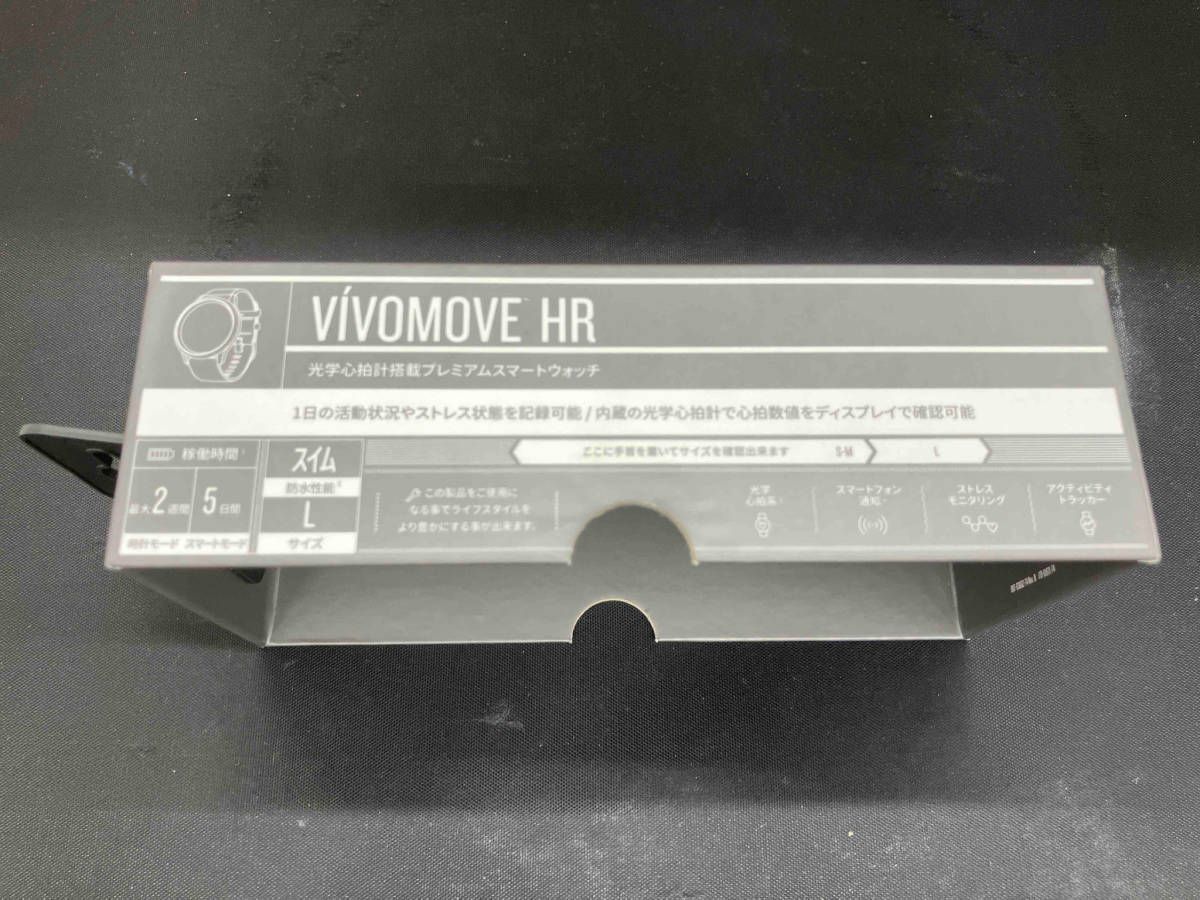 VÍVOMOVE™ HR
光学心拍計搭載プレミアムスマートウォッチ
1日の活動状況やストレス状態を記録可能 / 内蔵の光学心拍計で心拍数値をディスプレイで確認可能
稼働時間¹
最大2週間
5日間
時計モード スマートモード
スイム
防水性能²
L
サイズ
ここに手首を置いてサイズを確認出来ます
S-M
L
この製品をご使用に
なる事でライフスタイルを
より豊かにする事が出来ます。
光学
スマートフォン
通知
ストレス
モニタリング
アクティビティ
トラッカー